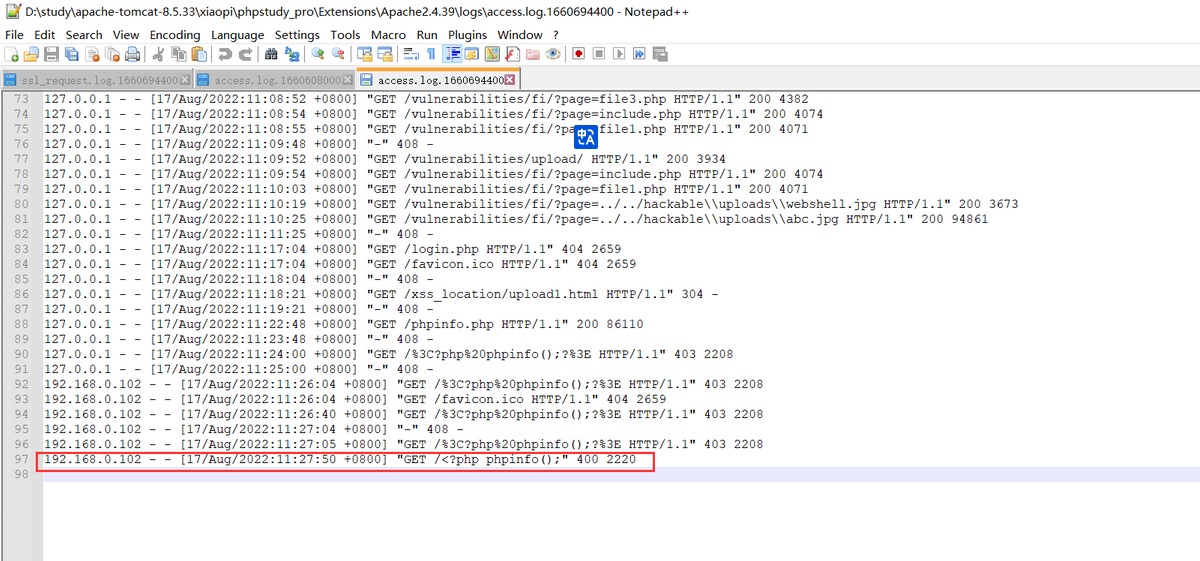 D:\study\apache-tomcat-8.5.33\xiaopi\phpstudy_pro\Extensions\Apache2.4.39\logs\access.log.1660694400 - Notepad++
File Edit Search View Encoding Language Settings Tools Macro Run Plugins Window ?
ssl_request.log.1660694400 access.log.1660608000 access.log.1660694400
73 127.0.0.1 - - [17/Aug/2022:11:08:52 +0800] "GET /vulnerabilities/fi/?page=file3.php HTTP/1.1" 200 4382
74 127.0.0.1 - - [17/Aug/2022:11:08:54 +0800] "GET /vulnerabilities/fi/?page=include.php HTTP/1.1" 200 4074
75 127.0.0.1 - - [17/Aug/2022:11:08:55 +0800] "GET /vulnerabilities/fi/?pa file1.php HTTP/1.1" 200 4071
76 127.0.0.1 - - [17/Aug/2022:11:09:48 +0800] "-" 408 -
77 127.0.0.1 - - [17/Aug/2022:11:09:52 +0800] "GET /vulnerabilities/upload/ HTTP/1.1" 200 3934
78 127.0.0.1 - - [17/Aug/2022:11:09:54 +0800] "GET /vulnerabilities/fi/?page=include.php HTTP/1.1" 200 4074
79 127.0.0.1 - - [17/Aug/2022:11:10:03 +0800] "GET /vulnerabilities/fi/?page=file1.php HTTP/1.1" 200 4071
80 127.0.0.1 - - [17/Aug/2022:11:10:19 +0800] "GET /vulnerabilities/fi/?page=../../hackable\\uploads\\webshell.jpg HTTP/1.1" 200 3673
81 127.0.0.1 - - [17/Aug/2022:11:10:25 +0800] "GET /vulnerabilities/fi/?page=../../hackable\\uploads\\abc.jpg HTTP/1.1" 200 94861
82 127.0.0.1 - - [17/Aug/2022:11:11:25 +0800] "-" 408 -
83 127.0.0.1 - - [17/Aug/2022:11:17:04 +0800] "GET /login.php HTTP/1.1" 404 2659
84 127.0.0.1 - - [17/Aug/2022:11:17:04 +0800] "GET /favicon.ico HTTP/1.1" 404 2659
85 127.0.0.1 - - [17/Aug/2022:11:18:04 +0800] "-" 408 -
86 127.0.0.1 - - [17/Aug/2022:11:18:21 +0800] "GET /xss_location/upload1.html HTTP/1.1" 304 -
87 127.0.0.1 - - [17/Aug/2022:11:19:21 +0800] "-" 408 -
88 127.0.0.1 - - [17/Aug/2022:11:22:48 +0800] "GET /phpinfo.php HTTP/1.1" 200 86110
89 127.0.0.1 - - [17/Aug/2022:11:23:48 +0800] "-" 408 -
90 127.0.0.1 - - [17/Aug/2022:11:24:00 +0800] "GET /%3C?php%20phpinfo();?%3E HTTP/1.1" 403 2208
91 127.0.0.1 - - [17/Aug/2022:11:25:00 +0800] "-" 408 -
92 192.168.0.102 - - [17/Aug/2022:11:26:04 +0800] "GET /%3C?php%20phpinfo();?%3E HTTP/1.1" 403 2208
93 192.168.0.102 - - [17/Aug/2022:11:26:04 +0800] "GET /favicon.ico HTTP/1.1" 404 2659
94 192.168.0.102 - - [17/Aug/2022:11:26:40 +0800] "GET /%3C?php%20phpinfo();?%3E HTTP/1.1" 403 2208
95 192.168.0.102 - - [17/Aug/2022:11:27:04 +0800] "-" 408 -
96 192.168.0.102 - - [17/Aug/2022:11:27:05 +0800] "GET /%3C?php%20phpinfo();?%3E HTTP/1.1" 403 2208
97 192.168.0.102 - - [17/Aug/2022:11:27:50 +0800] "GET /<?php phpinfo();" 400 2220
98